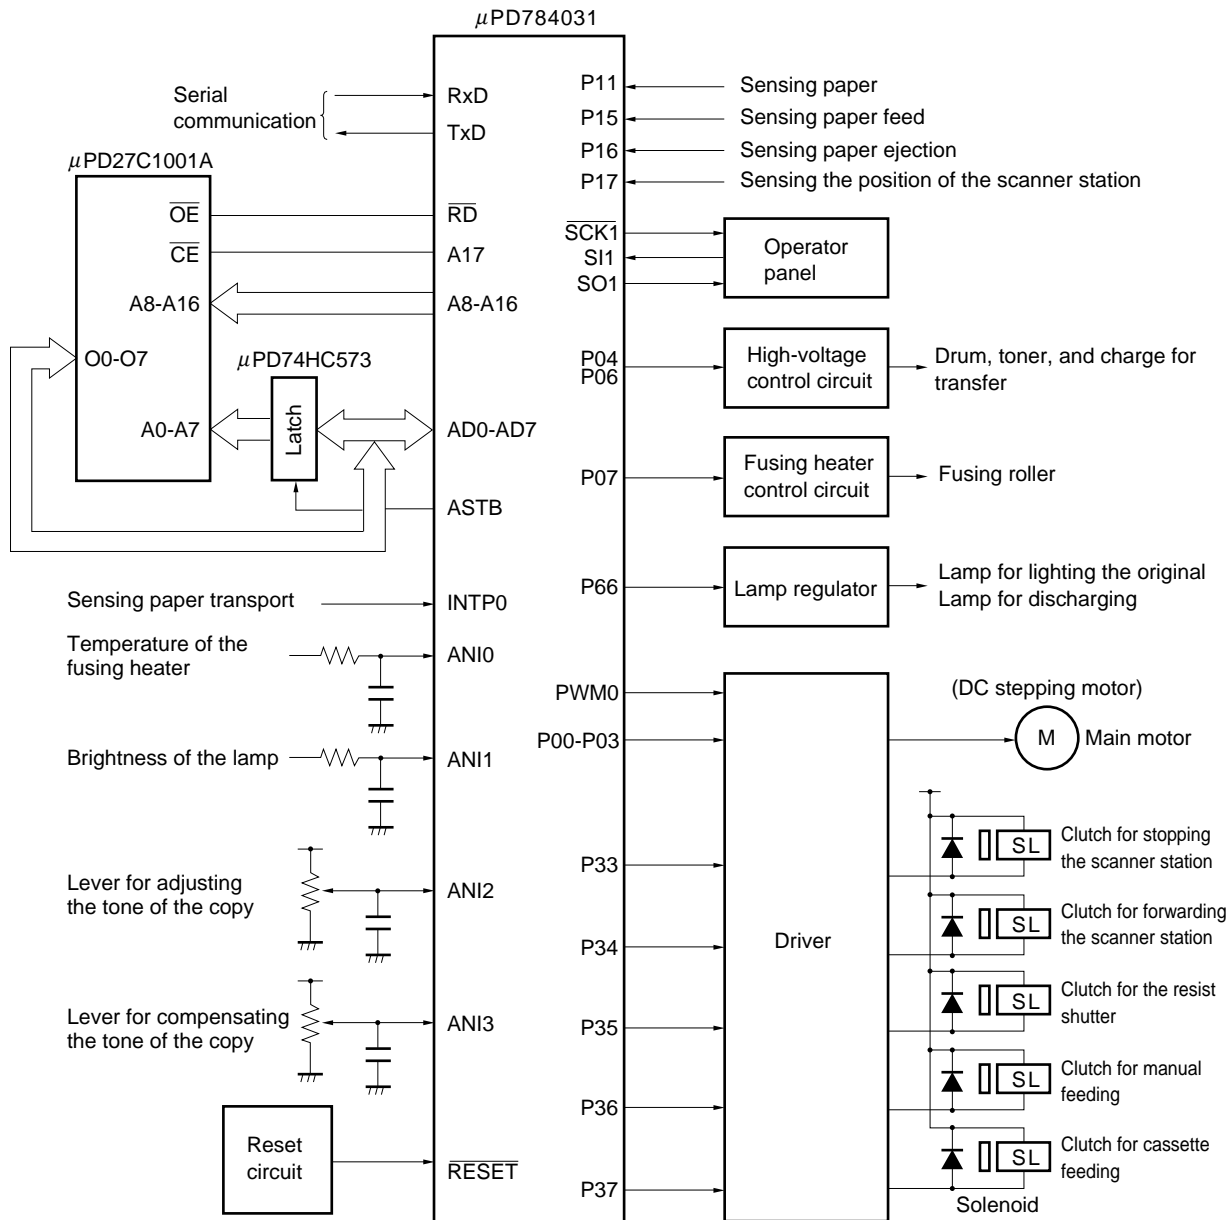 μPD784031
Serial
communication
RxD
TxD
μPD27C1001A
OE
RD
CE
A17
A8-A16
A8-A16
O0-O7
μPD74HC573
A0-A7
Latch
AD0-AD7
ASTB
Sensing paper transport
INTP0
Temperature of the
fusing heater
ANI0
Brightness of the lamp
ANI1
Lever for adjusting
the tone of the copy
ANI2
Lever for compensating
the tone of the copy
ANI3
Reset
circuit
RESET
P11
Sensing paper
P15
Sensing paper feed
P16
Sensing paper ejection
P17
Sensing the position of the scanner station
SCK1
SI1
SO1
Operator
panel
P04
P06
High-voltage
control circuit
Drum, toner, and charge for
transfer
P07
Fusing heater
control circuit
Fusing roller
P66
Lamp regulator
Lamp for lighting the original
Lamp for discharging
PWM0
P00-P03
P33
P34
P35
P36
P37
Driver
(DC stepping motor)
M
Main motor
SL
Clutch for stopping
the scanner station
SL
Clutch for forwarding
the scanner station
SL
Clutch for the resist
shutter
SL
Clutch for manual
feeding
SL
Clutch for cassette
feeding
Solenoid